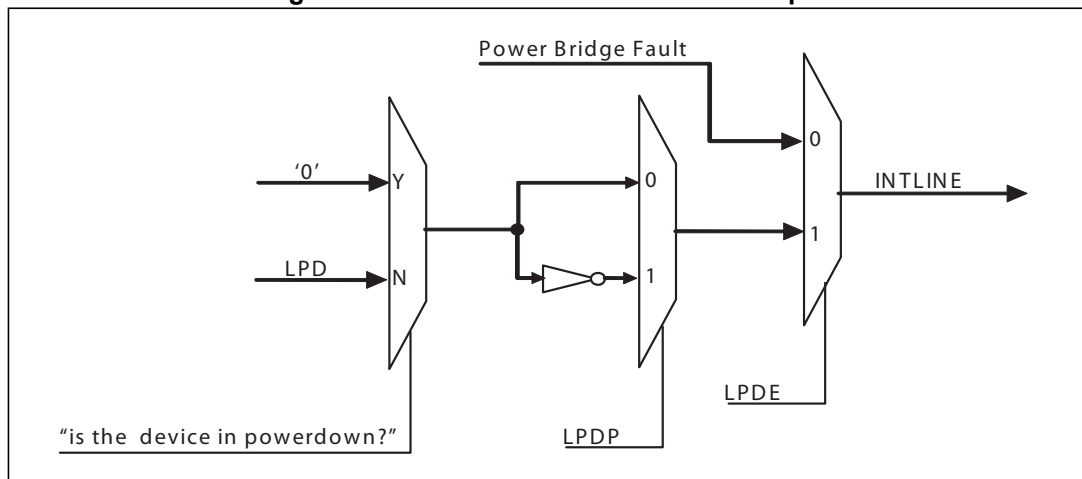 Power Bridge Fault
0
'0'
Y
0
INTLINE
LPD
N
1
1
LPDE
"is the device in powerdown?"
LPDP